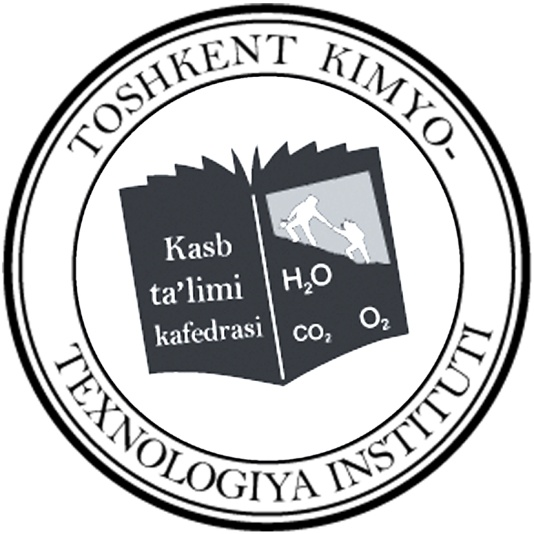 TOSHKENT KIMYO-
Kasb
ta'limi
kafedrasi
H₂O
CO₂
O₂
TEXNOLOGIYA INSTITUTI